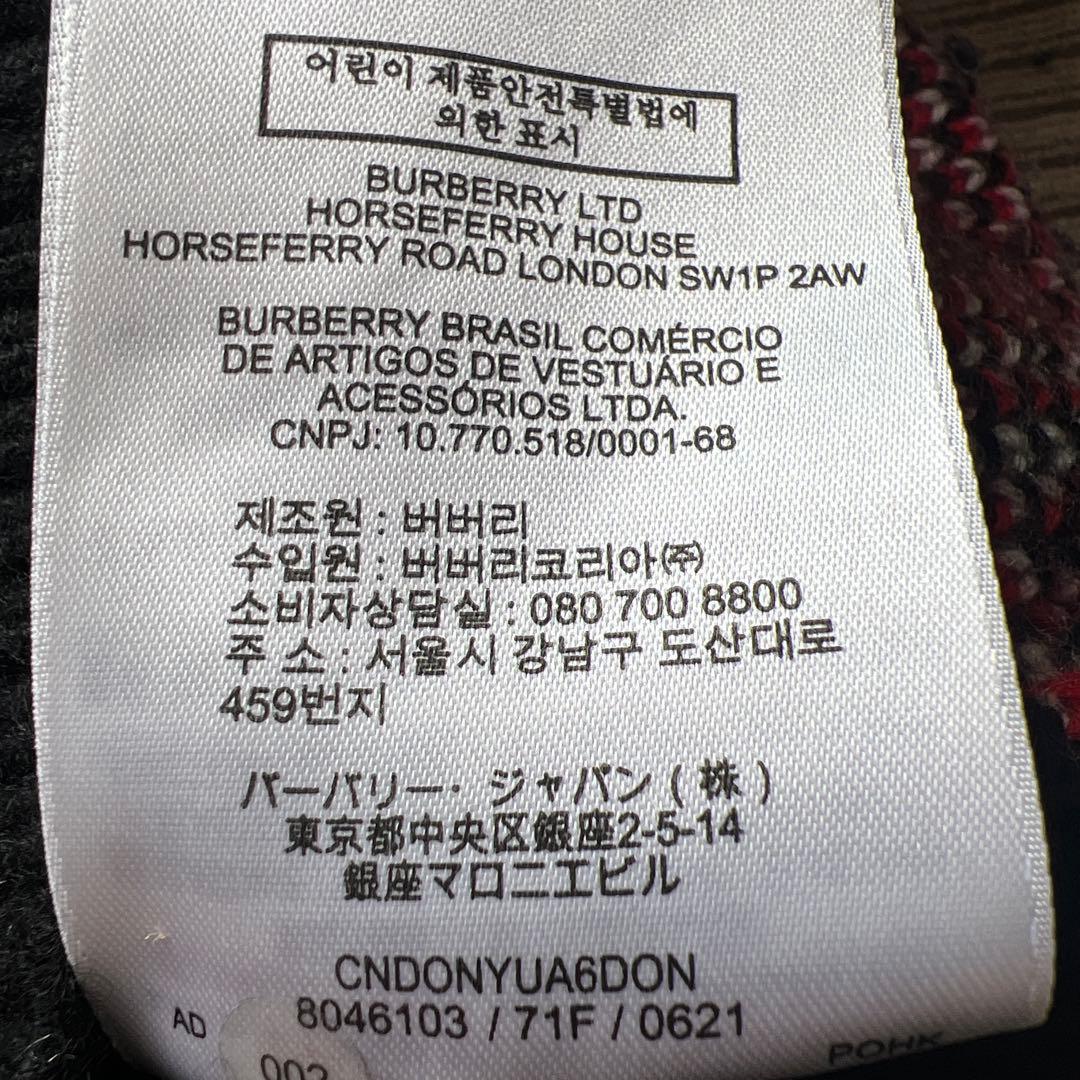 어린이 제품안전특별법에
의한 표시
BURBERRY LTD
HORSEFERRY HOUSE
HORSEFERRY ROAD LONDON SW1P 2AW
BURBERRY BRASIL COMÉRCIO
DE ARTIGOS DE VESTUÁRIO E
ACESSÓRIOS LTDA.
CNPJ: 10.770.518/0001-68
제조원 : 버버리
수입원 : 버버리코리아㈜
소비자상담실 : 080 700 8800
주 소 : 서울시 강남구 도산대로
459번지
バーバリー・ジャパン ( 株 )
東京都中央区銀座2-5-14
銀座マロニエビル
CNDONYUA6DON
8046103 / 71F / 0621
AD
002
POHK